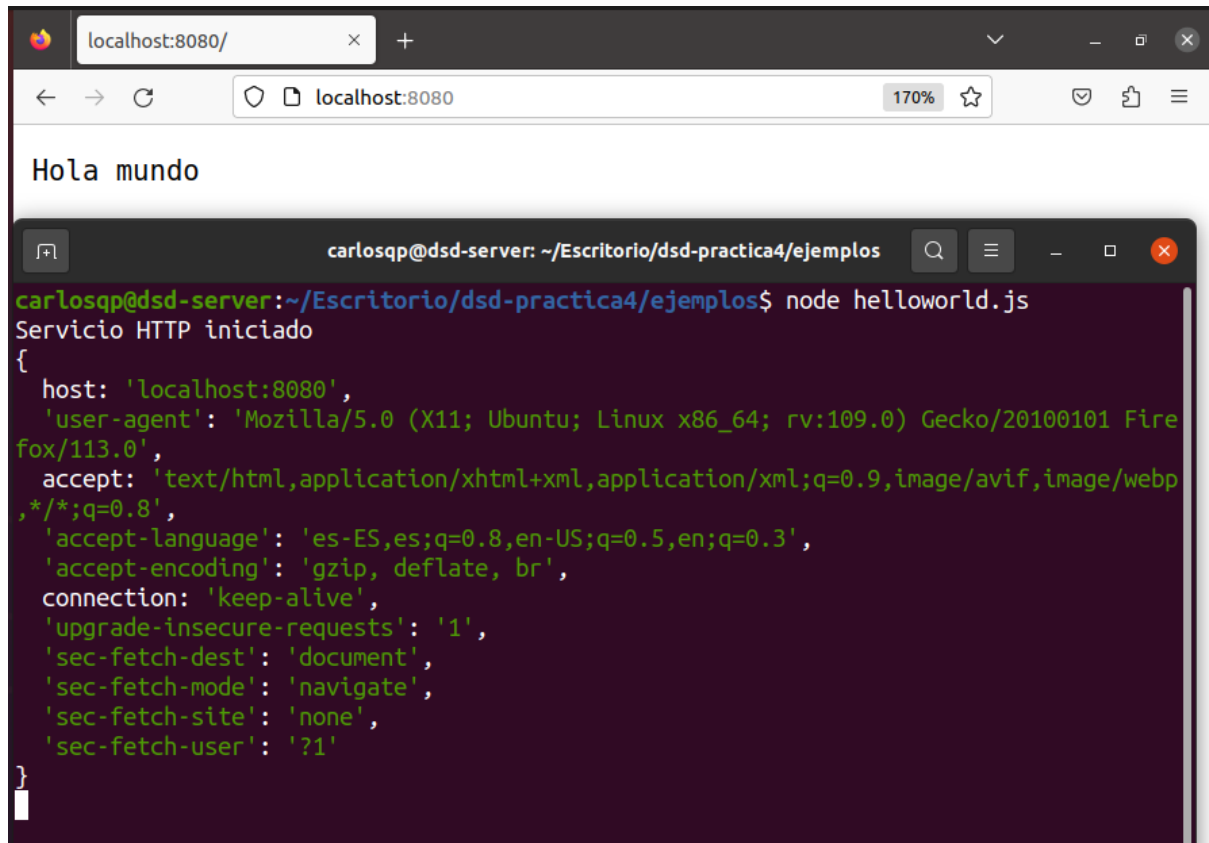 localhost:8080/
localhost:8080
170%
Hola mundo
carlosqp@dsd-server: ~/Escritorio/dsd-practica4/ejemplos
carlosqp@dsd-server:~/Escritorio/dsd-practica4/ejemplos$ node helloworld.js
Servicio HTTP iniciado
{
  host: 'localhost:8080',
  'user-agent': 'Mozilla/5.0 (X11; Ubuntu; Linux x86_64; rv:109.0) Gecko/20100101 Fire
fox/113.0',
  accept: 'text/html,application/xhtml+xml,application/xml;q=0.9,image/avif,image/webp
,*/*;q=0.8',
  'accept-language': 'es-ES,es;q=0.8,en-US;q=0.5,en;q=0.3',
  'accept-encoding': 'gzip, deflate, br',
  connection: 'keep-alive',
  'upgrade-insecure-requests': '1',
  'sec-fetch-dest': 'document',
  'sec-fetch-mode': 'navigate',
  'sec-fetch-site': 'none',
  'sec-fetch-user': '?1'
}